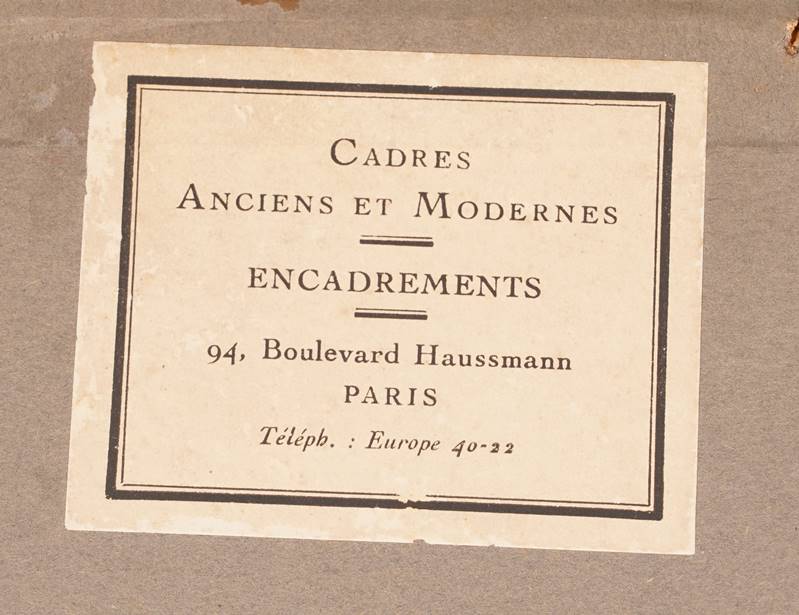 CADRES
ANCIENS ET MODERNES
ENCADREMENTS
94, Boulevard Haussmann
PARIS
Téléph. : Europe 40-22